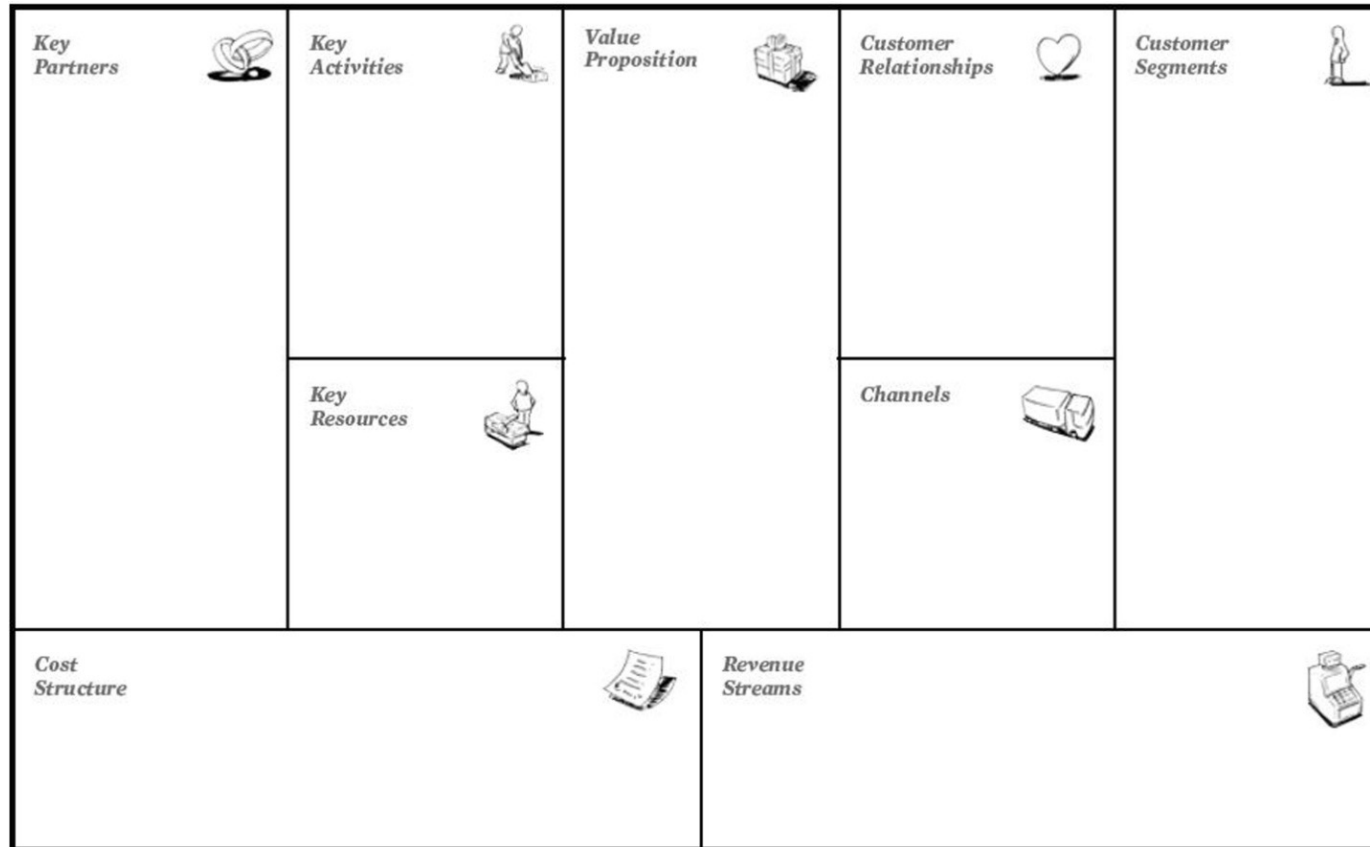 Key
Partners
Key
Activities
Value
Proposition
Customer
Relationships
Customer
Segments
Key
Resources
Channels
Cost
Structure
Revenue
Streams